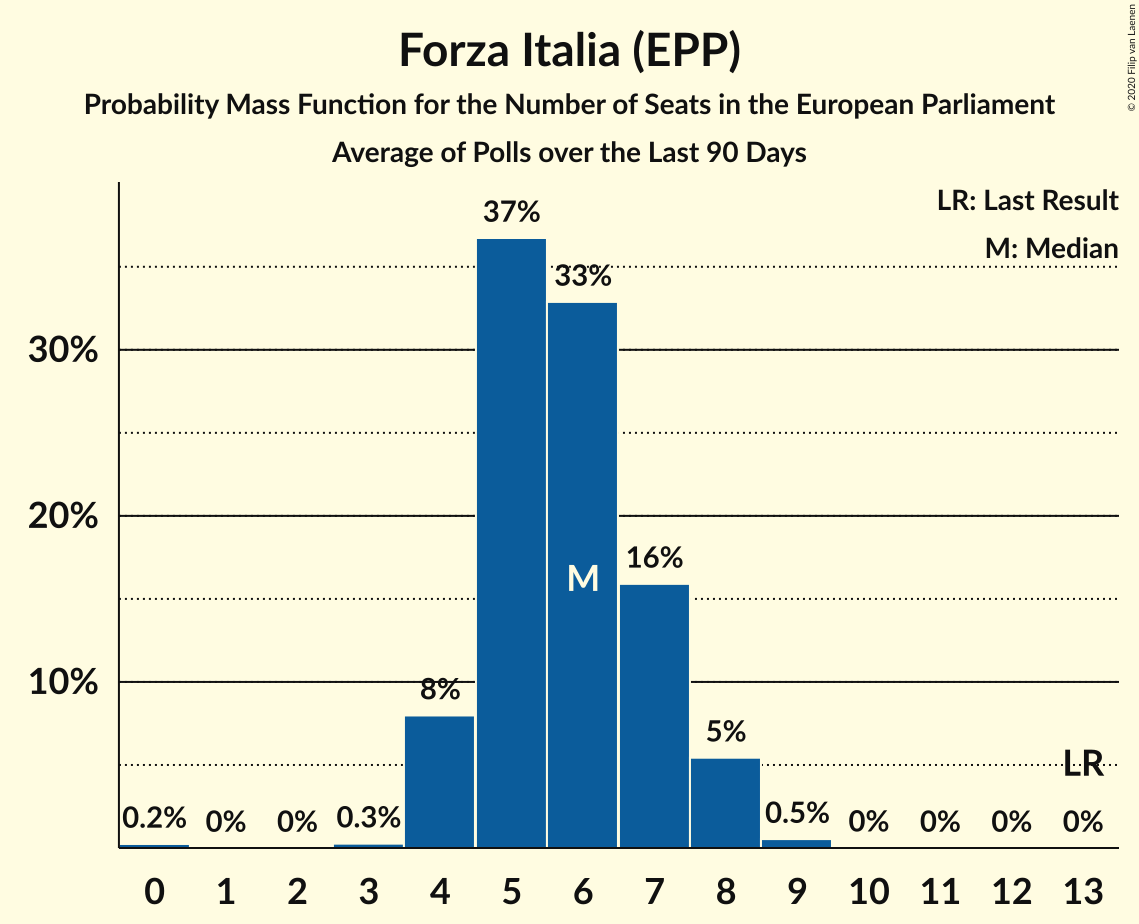 Forza Italia (EPP)
Probability Mass Function for the Number of Seats in the European Parliament
Average of Polls over the Last 90 Days
© 2020 Filip van Laenen
LR: Last Result
M: Median
37%
33%
30%
20%
16%
M
10%
8%
5%
LR
0.2% 0% 0% 0.3% 0.5% 0% 0% 0% 0%
0 1 2 3 4 5 6 7 8 9 10 11 12 13